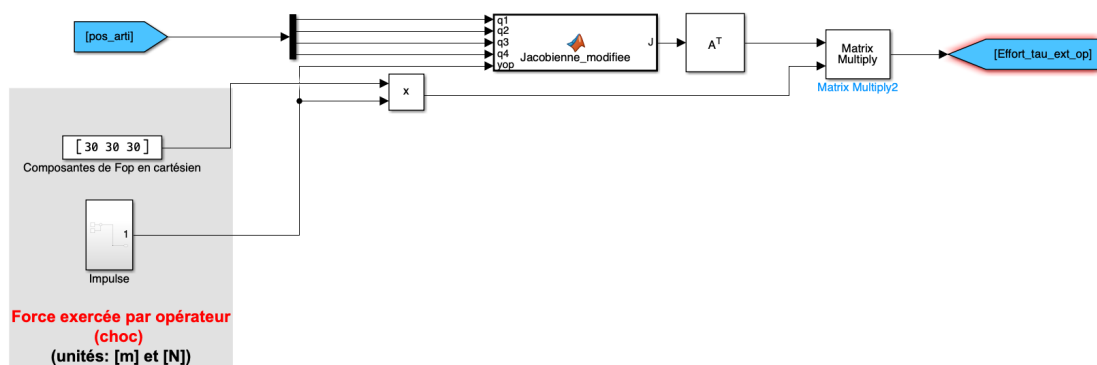 [pos_arti]
q1
q2
q3
q4
yop
J
Jacobienne_modifiee
A^T
Matrix
Multiply
Matrix Multiply2
[Effort_tau_ext_op]
x
[30 30 30]
Composantes de Fop en cartésien
1
Impulse
Force exercée par opérateur
(choc)
(unités: [m] et [N])